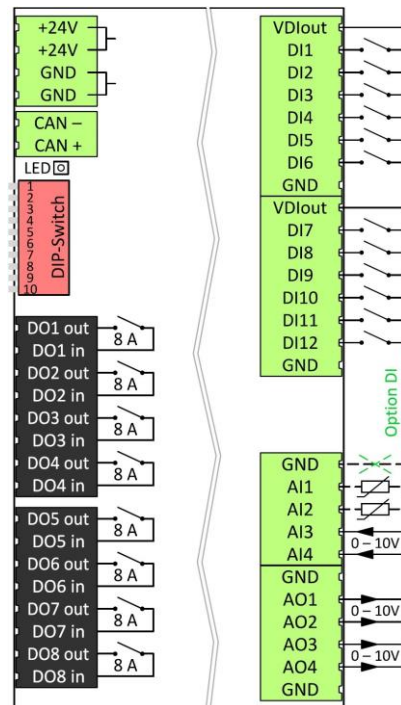 +24V
+24V
GND
GND
CAN –
CAN +
LED
1
2
3
4
5
6
7
8
9
10
DIP-Switch
DO1 out
8 A
DO1 in
DO2 out
8 A
DO2 in
DO3 out
8 A
DO3 in
DO4 out
8 A
DO4 in
DO5 out
8 A
DO5 in
DO6 out
8 A
DO6 in
DO7 out
8 A
DO7 in
DO8 out
8 A
DO8 in
VDIout
DI1
DI2
DI3
DI4
DI5
DI6
GND
VDIout
DI7
DI8
DI9
DI10
DI11
DI12
GND
Option DI
GND
AI1
AI2
AI3
0 – 10V
AI4
GND
AO1
0 – 10V
AO2
AO3
0 – 10V
AO4
GND